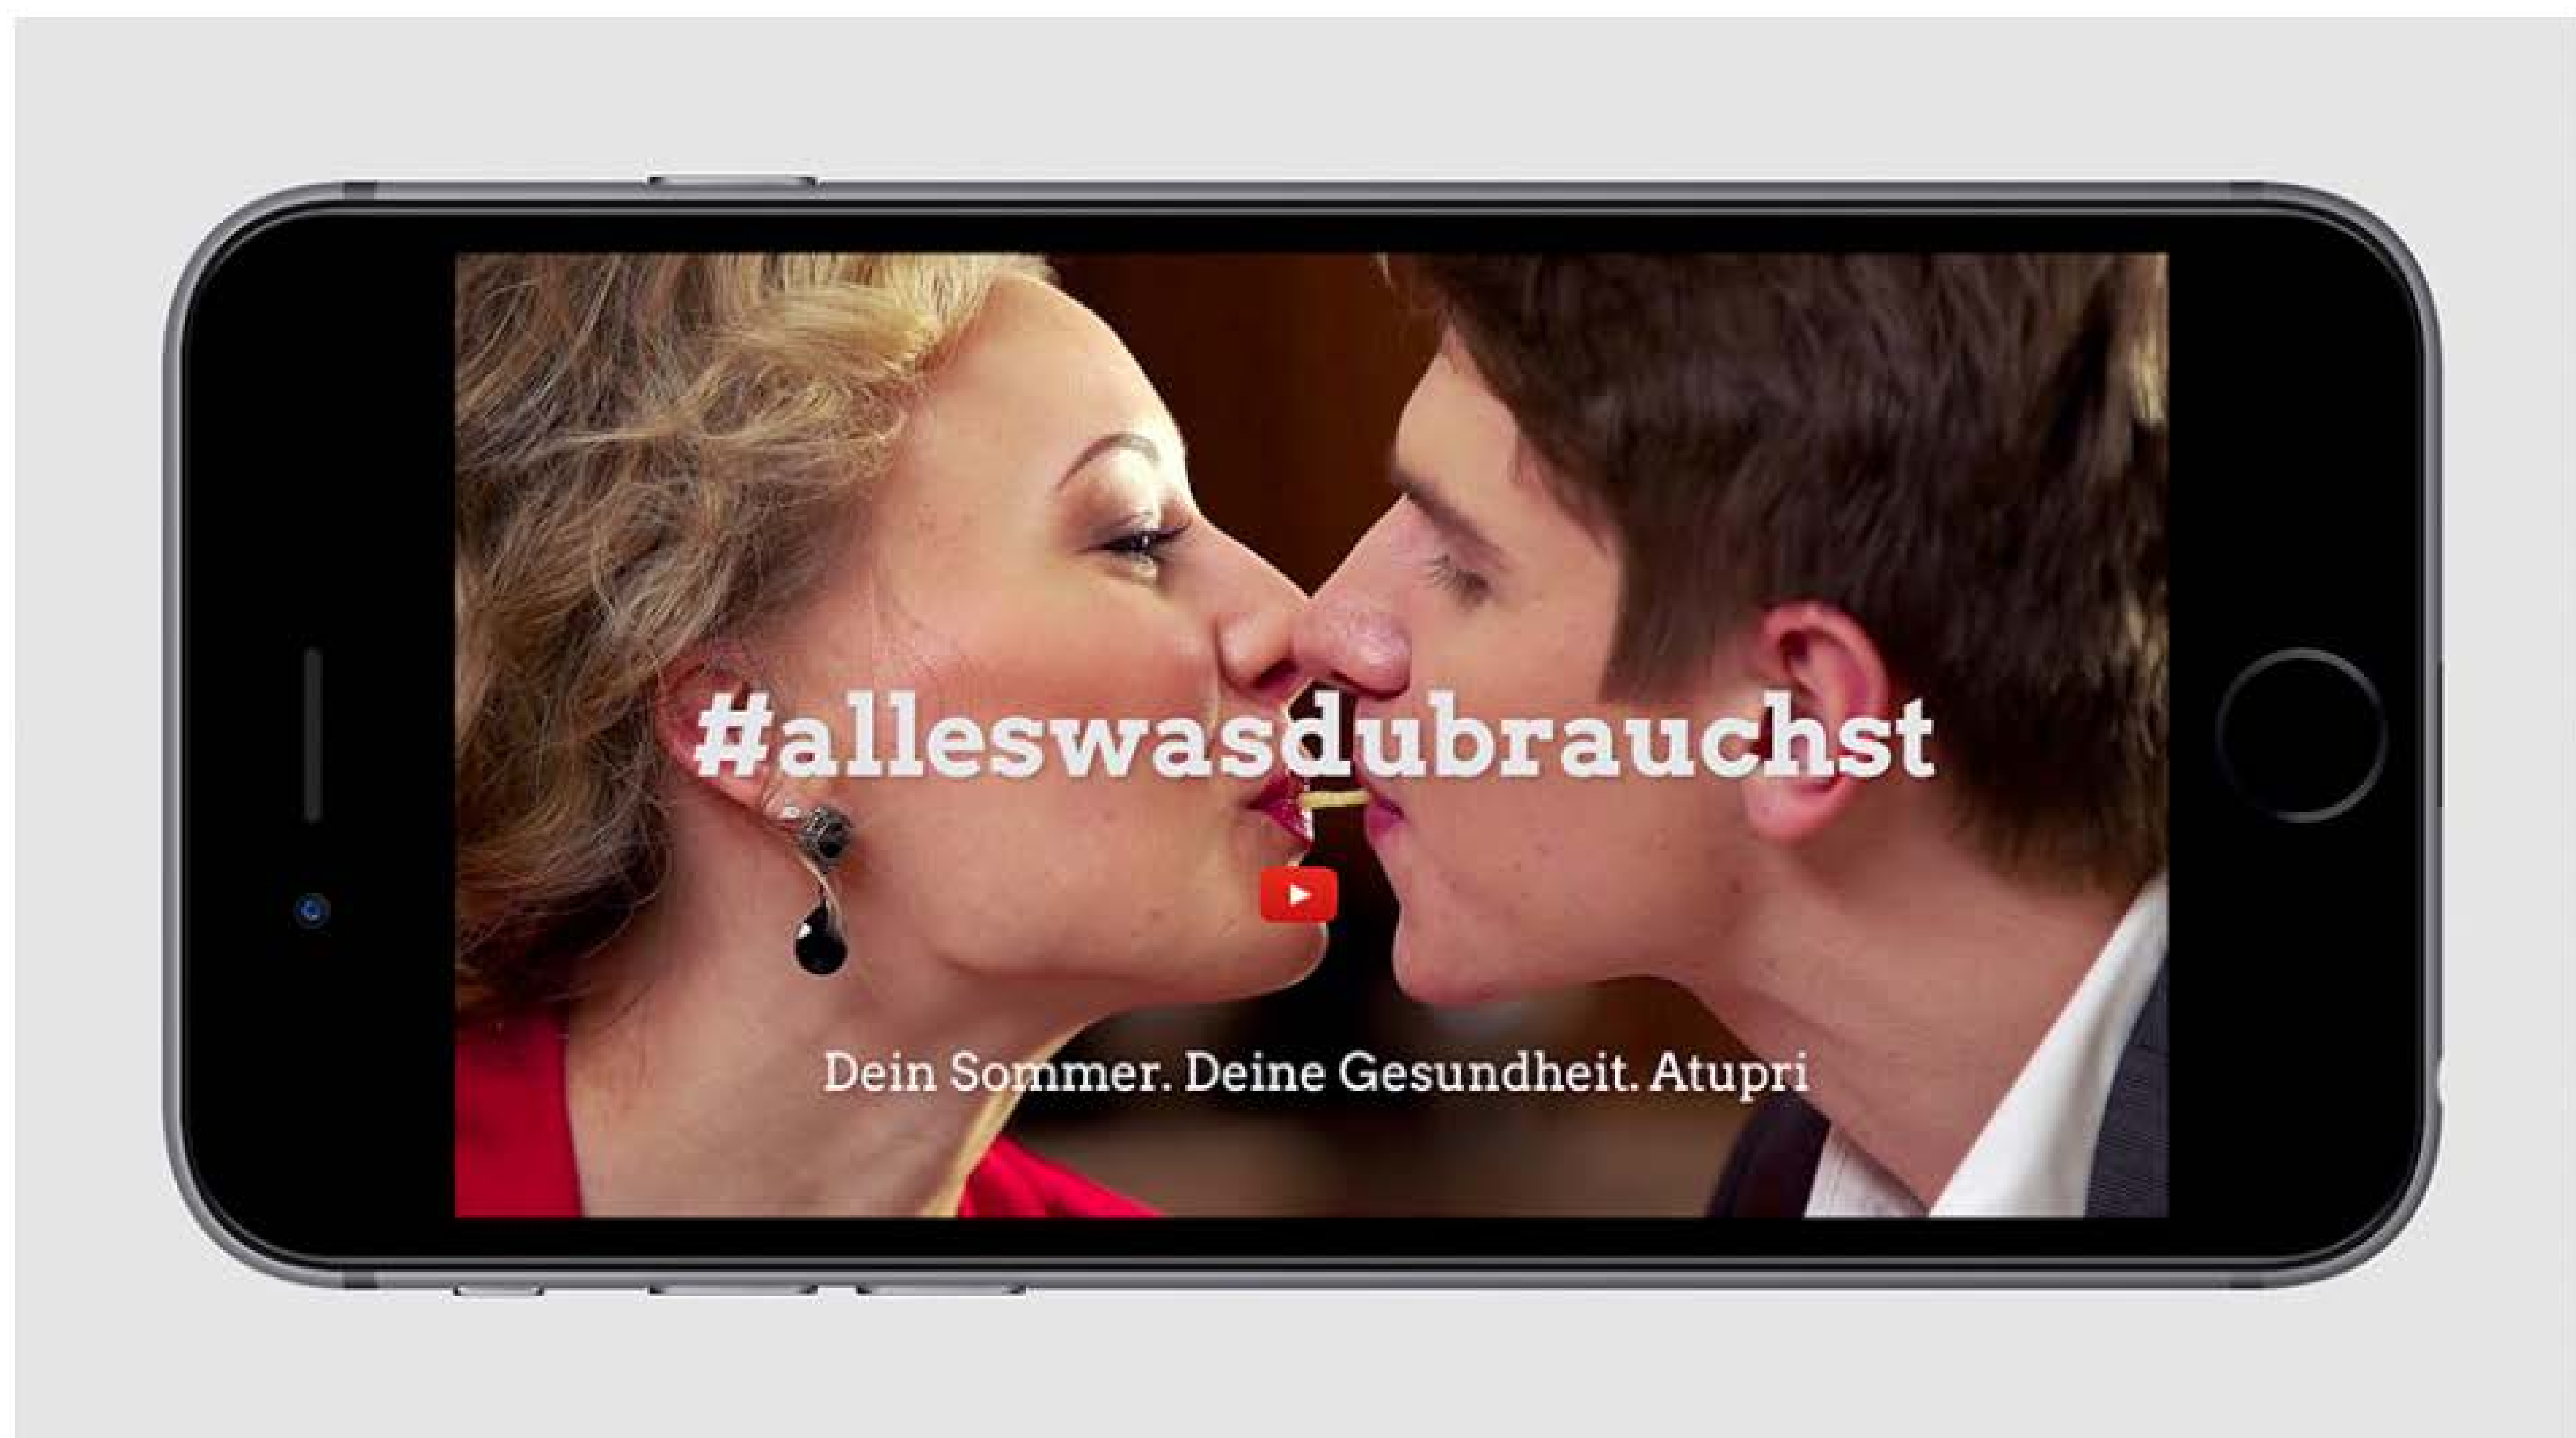 #alleswasdubrauchst
Dein Sommer. Deine Gesundheit. Atupri